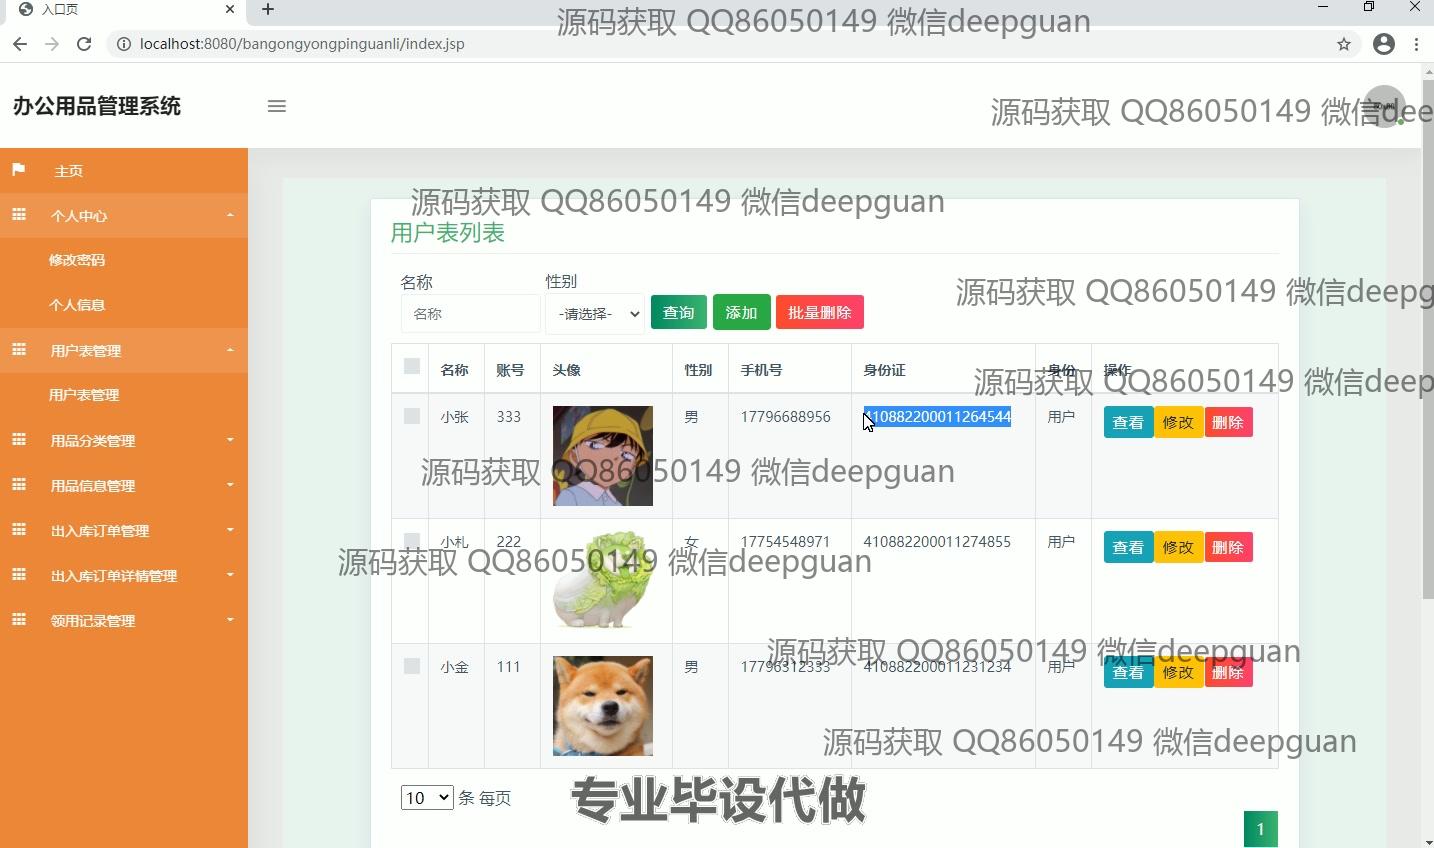 入口页
源码获取 QQ86050149 微信deepguan
localhost:8080/bangongyongpinguanli/index.jsp
办公用品管理系统
源码获取 QQ86050149 微信dee
主页
个人中心
修改密码
个人信息
用户表管理
用户表管理
用品分类管理
用品信息管理
出入库订单管理
出入库订单详情管理
领用记录管理
源码获取 QQ86050149 微信deepguan
用户表列表
名称 性别
源码获取 QQ86050149 微信deepg
名称 -请选择- 查询 添加 批量删除
名称 账号 头像 性别 手机号 身份证 身份 操作
源码获取 QQ86050149 微信deep
小张 333 男 17796688956 410882200011264544 用户 查看 修改 删除
源码获取 QQ86050149 微信deepguan
小札 222 女 17754548971 410882200011274855 用户 查看 修改 删除
源码获取 QQ86050149 微信deepguan
源码获取 QQ86050149 微信deepguan
小金 111 男 17796312333 410882200011231234 用户 查看 修改 删除
源码获取 QQ86050149 微信deepguan
10 条 每页
专业毕设代做
1